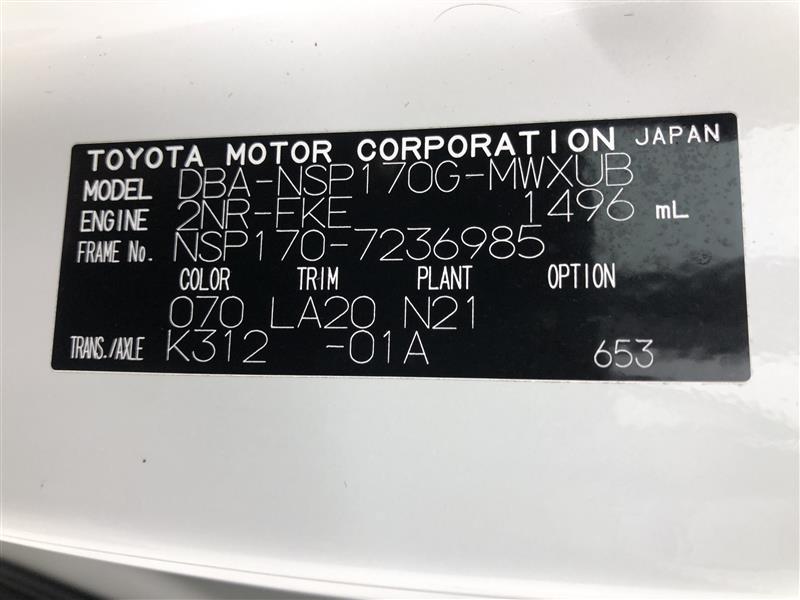 TOYOTA MOTOR CORPORATION JAPAN
MODEL DBA-NSP170G-MWXUB
ENGINE 2NR-FKE 1496 mL
FRAME No. NSP170-7236985
COLOR TRIM PLANT OPTION
070 LA20 N21
TRANS./AXLE K312 -01A 653